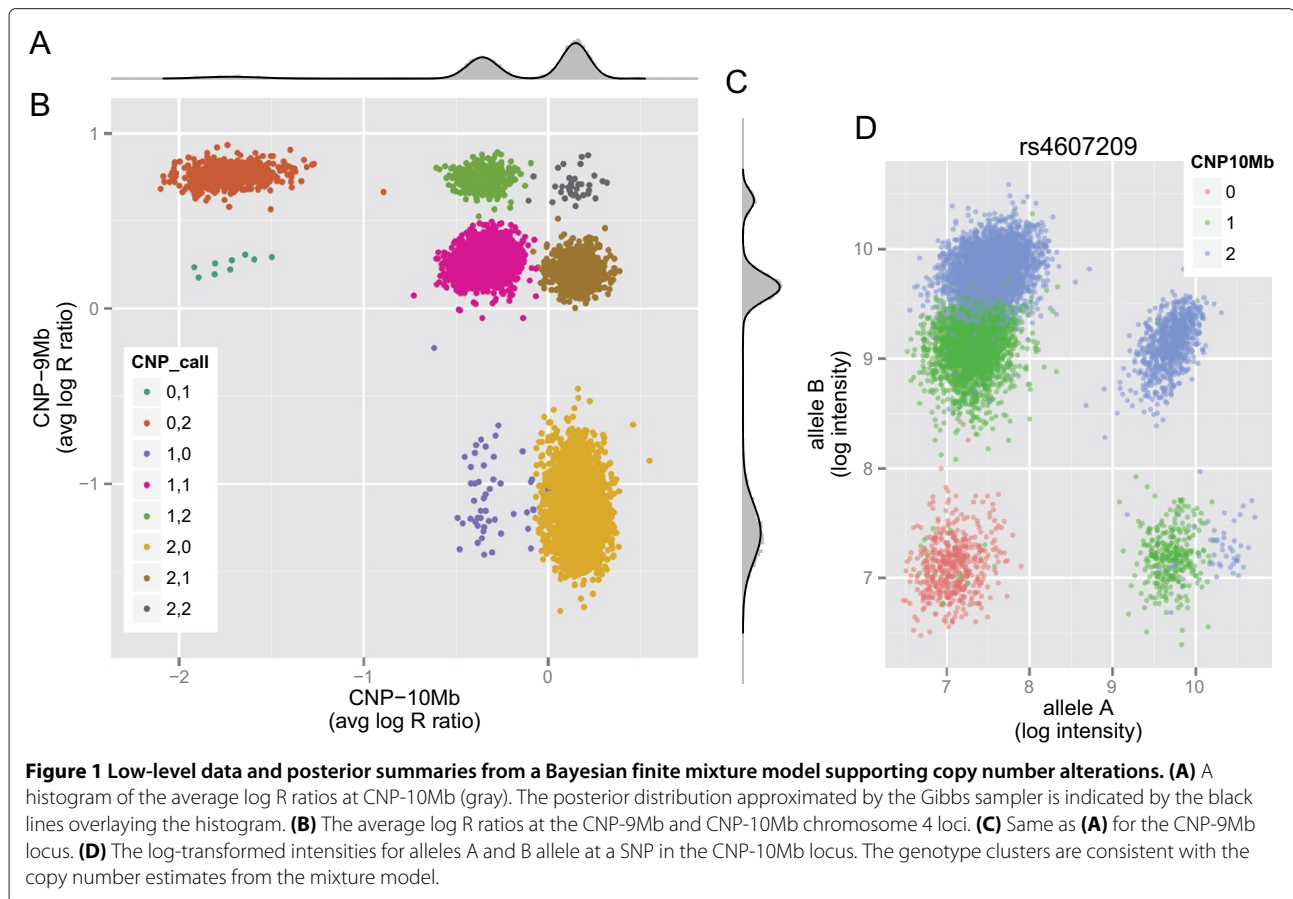 A
B
C
D
1
0
−1
CNP−9Mb
(avg log R ratio)
−2
−1
0
CNP−10Mb
(avg log R ratio)
CNP_call
0,1
0,2
1,0
1,1
1,2
2,0
2,1
2,2
rs4607209
CNP10Mb
0
1
2
10
9
8
7
allele B
(log intensity)
7
8
9
10
allele A
(log intensity)
Figure 1 Low-level data and posterior summaries from a Bayesian finite mixture model supporting copy number alterations. (A) A
histogram of the average log R ratios at CNP-10Mb (gray). The posterior distribution approximated by the Gibbs sampler is indicated by the black
lines overlaying the histogram. (B) The average log R ratios at the CNP-9Mb and CNP-10Mb chromosome 4 loci. (C) Same as (A) for the CNP-9Mb
locus. (D) The log-transformed intensities for alleles A and B allele at a SNP in the CNP-10Mb locus. The genotype clusters are consistent with the
copy number estimates from the mixture model.